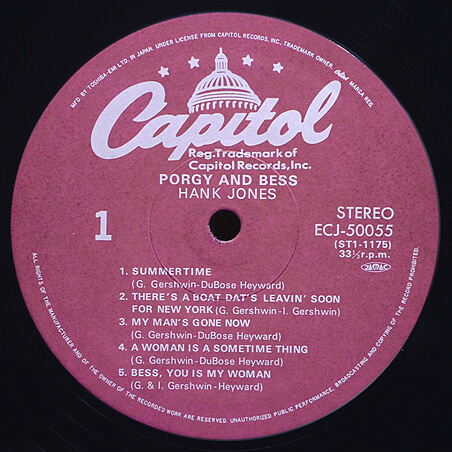 MFD. BY TOSHIBA-EMI LTD. IN JAPAN. UNDER LICENSE FROM CAPITOL RECORDS, INC., TRADEMARK OWNER. Capitol MARCA REG.
Capitol
Reg.Trademark of
Capitol Records,Inc.
PORGY AND BESS
HANK JONES
1
STEREO
ECJ-50055
(ST1-1175)
33⅓r.p.m.
JASRAC
1. SUMMERTIME
(G. Gershwin-DuBose Heyward)
2. THERE'S A BOAT DAT'S LEAVIN' SOON
FOR NEW YORK (G. Gershwin-I. Gershwin)
3. MY MAN'S GONE NOW
(G. Gershwin-DuBose Heyward)
4. A WOMAN IS A SOMETIME THING
(G. Gershwin-DuBose Heyward)
5. BESS, YOU IS MY WOMAN
(G. & I. Gershwin-Heyward)
ALL RIGHTS OF THE MANUFACTURER AND OF THE OWNER OF THE RECORDED WORK ARE RESERVED. UNAUTHORIZED PUBLIC PERFORMANCE, BROADCASTING AND COPYING OF THE RECORD PROHIBITED.